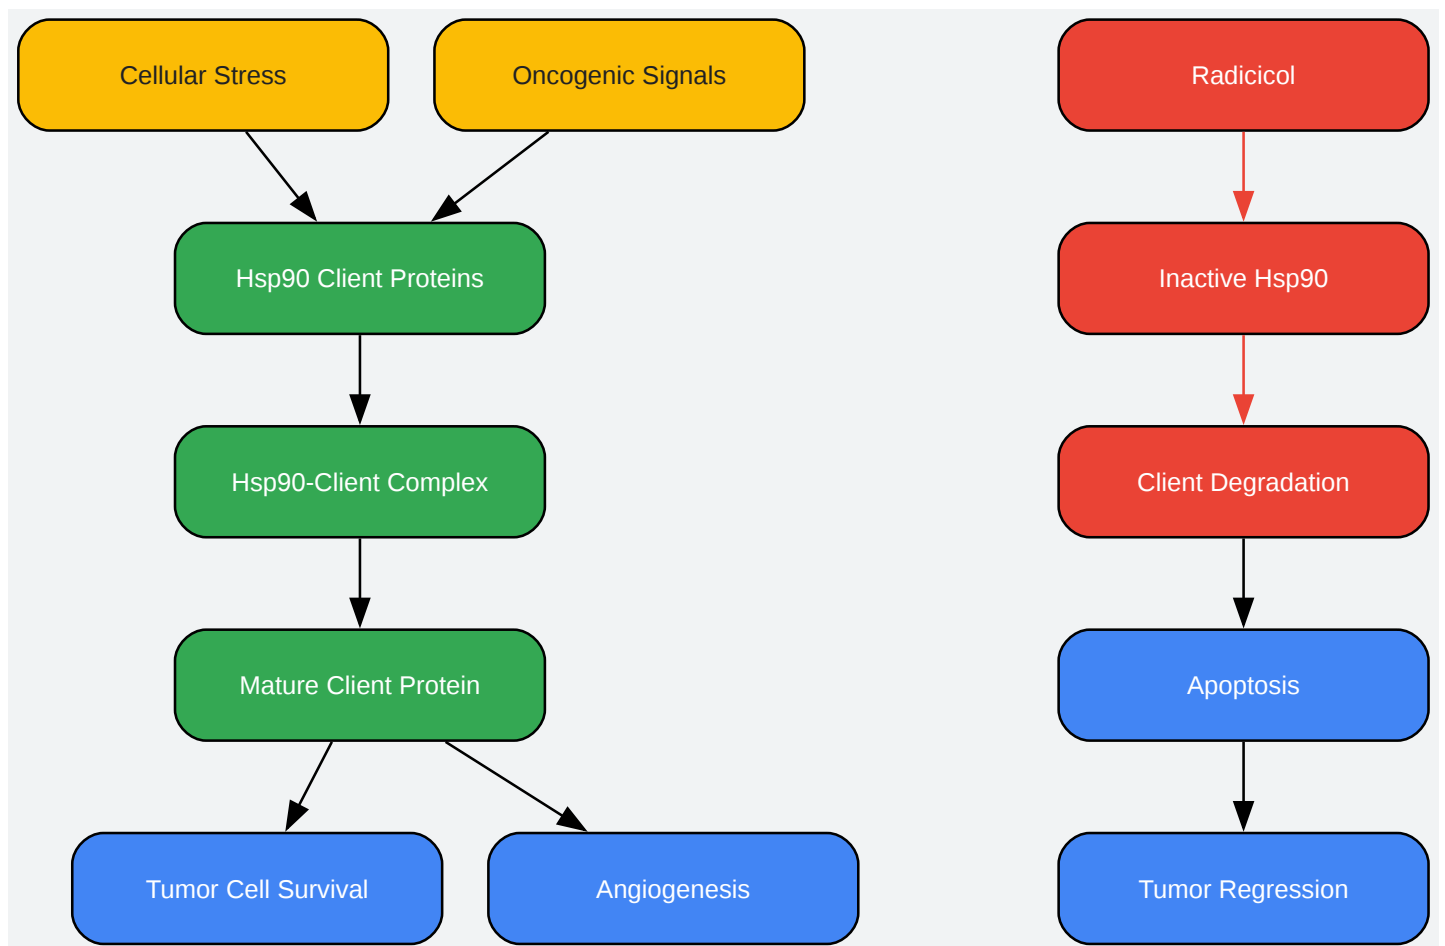 Cellular Stress
Oncogenic Signals
Radicicol
Hsp90 Client Proteins
Inactive Hsp90
Hsp90-Client Complex
Client Degradation
Mature Client Protein
Apoptosis
Tumor Cell Survival
Angiogenesis
Tumor Regression